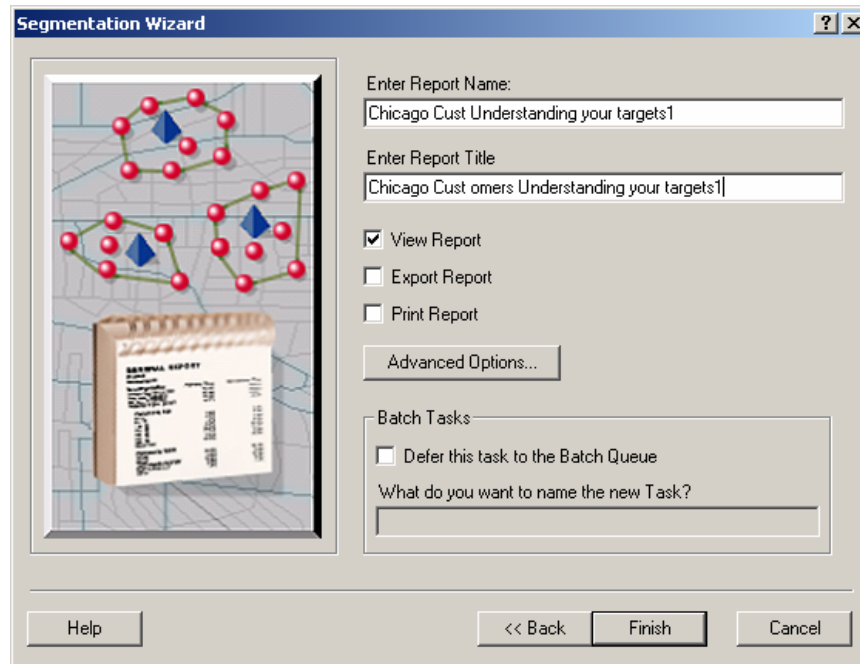 Segmentation Wizard
Enter Report Name:
Chicago Cust Understanding your targets1
Enter Report Title
Chicago Cust omers Understanding your targets1
View Report
Export Report
Print Report
Advanced Options...
Batch Tasks
Defer this task to the Batch Queue
What do you want to name the new Task?
Help
<< Back
Finish
Cancel